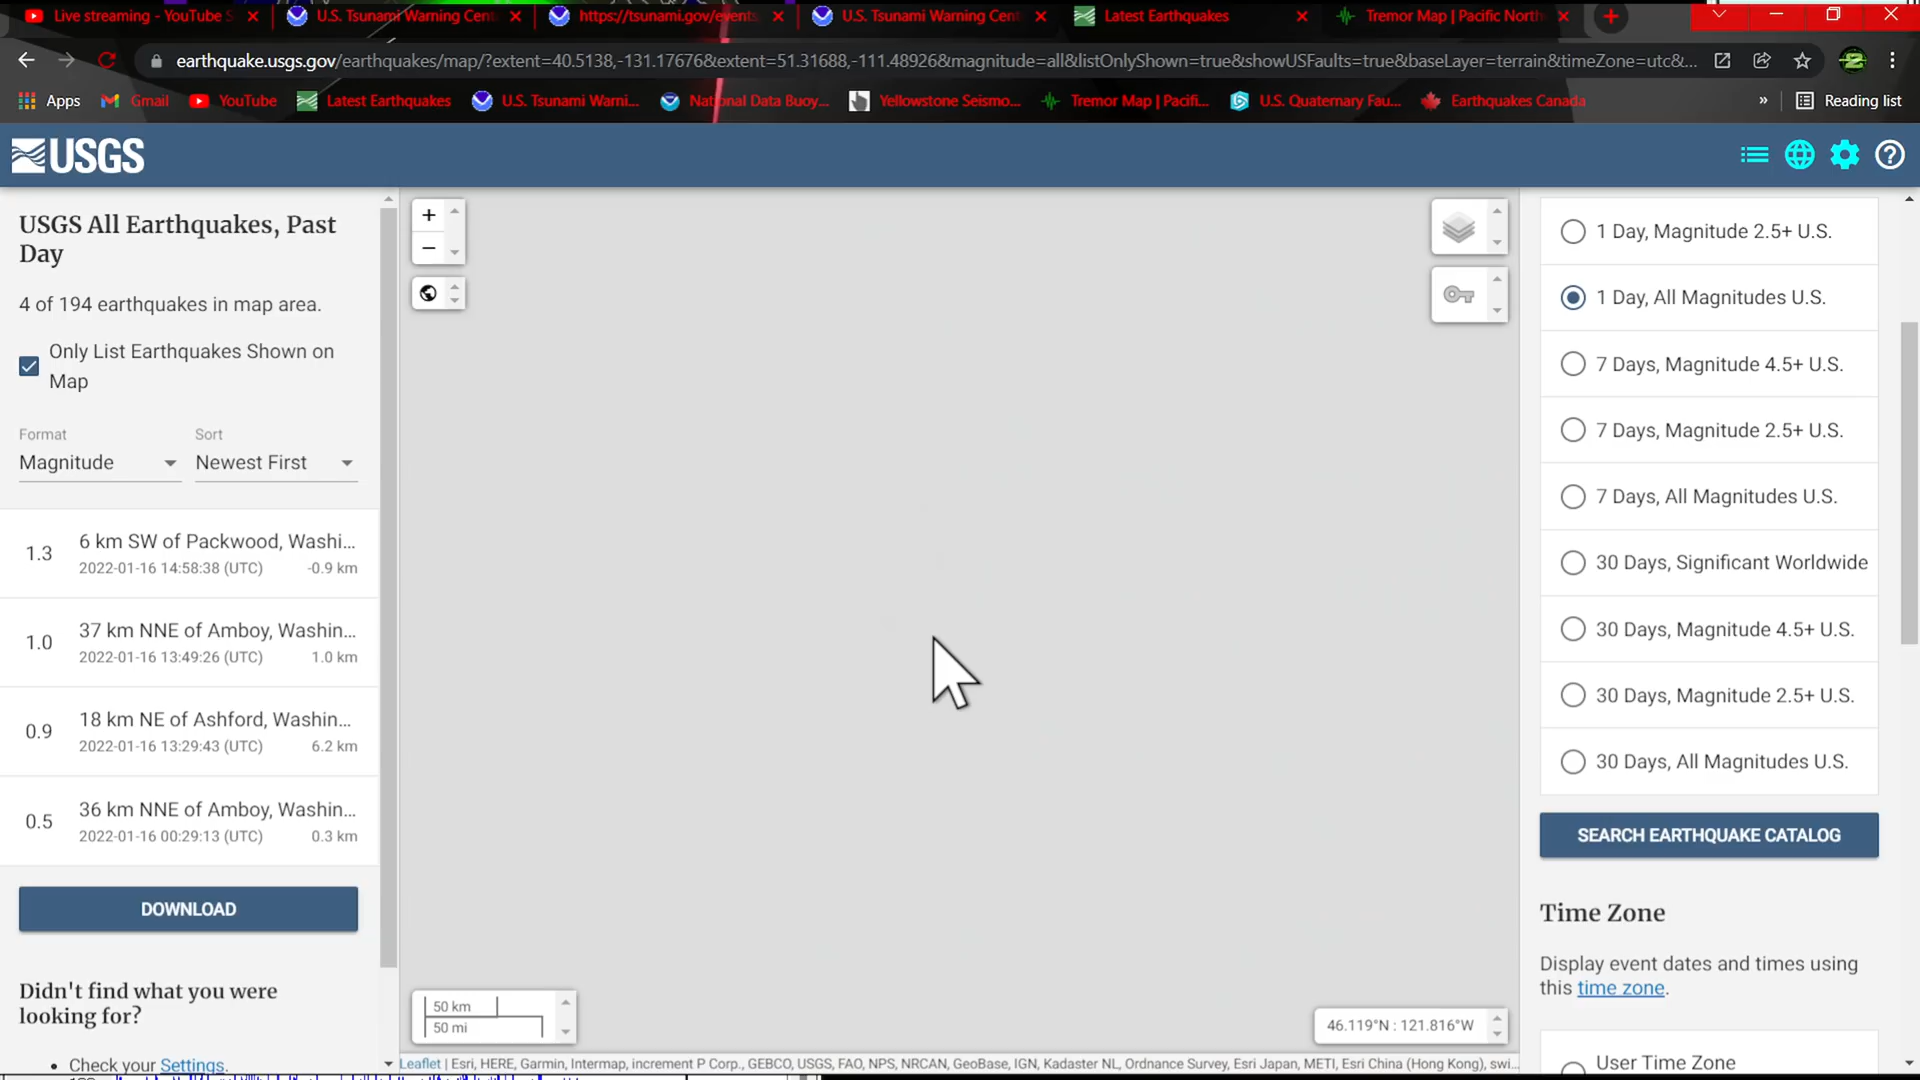 Live streaming - YouTube S
U.S. Tsunami Warning Cent
https://tsunami.gov/events
U.S. Tsunami Warning Cent
Latest Earthquakes
Tremor Map | Pacific North
earthquake.usgs.gov/earthquakes/map/?extent=40.5138,-131.17676&extent=51.31688,-111.48926&magnitude=all&listOnlyShown=true&showUSFaults=true&baseLayer=terrain&timeZone=utc&...
Apps
Gmail
YouTube
Latest Earthquakes
U.S. Tsunami Warni...
National Data Buoy...
Yellowstone Seismo...
Tremor Map | Pacifi...
U.S. Quaternary Fau...
Earthquakes Canada
»
Reading list
USGS
USGS All Earthquakes, Past
Day
4 of 194 earthquakes in map area.
Only List Earthquakes Shown on
Map
Format
Sort
Magnitude
Newest First
1.3
6 km SW of Packwood, Washi...
2022-01-16 14:58:38 (UTC)
-0.9 km
1.0
37 km NNE of Amboy, Washin...
2022-01-16 13:49:26 (UTC)
1.0 km
0.9
18 km NE of Ashford, Washin...
2022-01-16 13:29:43 (UTC)
6.2 km
0.5
36 km NNE of Amboy, Washin...
2022-01-16 00:29:13 (UTC)
0.3 km
DOWNLOAD
Didn't find what you were
looking for?
• Check your Settings.
+
−
50 km
50 mi
46.119°N : 121.816°W
Leaflet | Esri, HERE, Garmin, Intermap, increment P Corp., GEBCO, USGS, FAO, NPS, NRCAN, GeoBase, IGN, Kadaster NL, Ordnance Survey, Esri Japan, METI, Esri China (Hong Kong), swi...
1 Day, Magnitude 2.5+ U.S.
1 Day, All Magnitudes U.S.
7 Days, Magnitude 4.5+ U.S.
7 Days, Magnitude 2.5+ U.S.
7 Days, All Magnitudes U.S.
30 Days, Significant Worldwide
30 Days, Magnitude 4.5+ U.S.
30 Days, Magnitude 2.5+ U.S.
30 Days, All Magnitudes U.S.
SEARCH EARTHQUAKE CATALOG
Time Zone
Display event dates and times using
this time zone.
User Time Zone